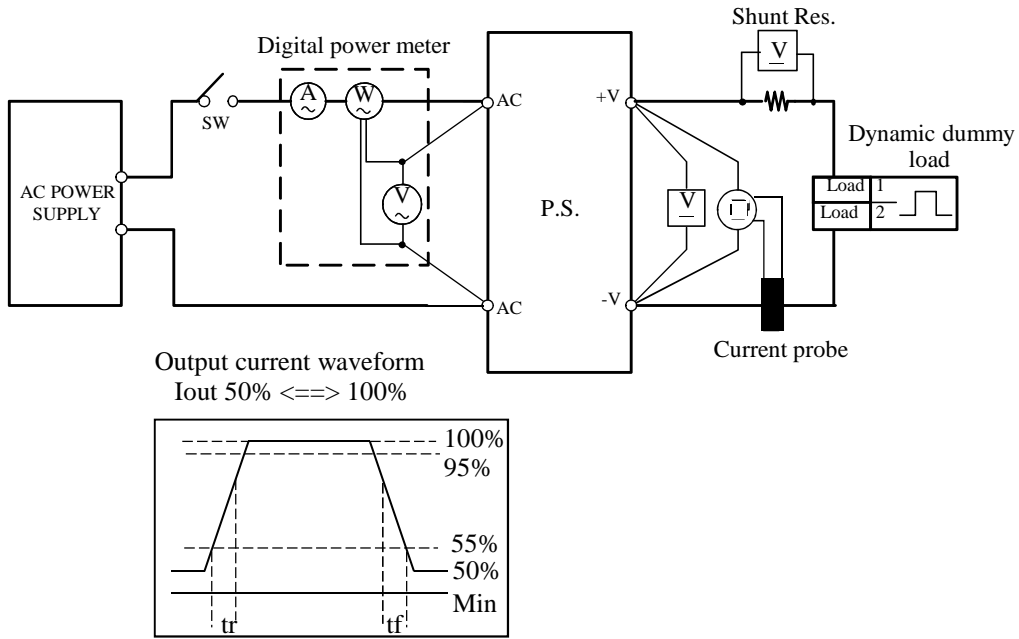 Shunt Res.
V
Digital power meter
A
~
W
~
SW
AC
+V
Dynamic dummy
load
AC POWER
SUPPLY
V
~
P.S.
V
Load 1
Load 2
AC
-V
Current probe
Output current waveform
Iout 50% <==> 100%
100%
95%
55%
50%
Min
tr
tf